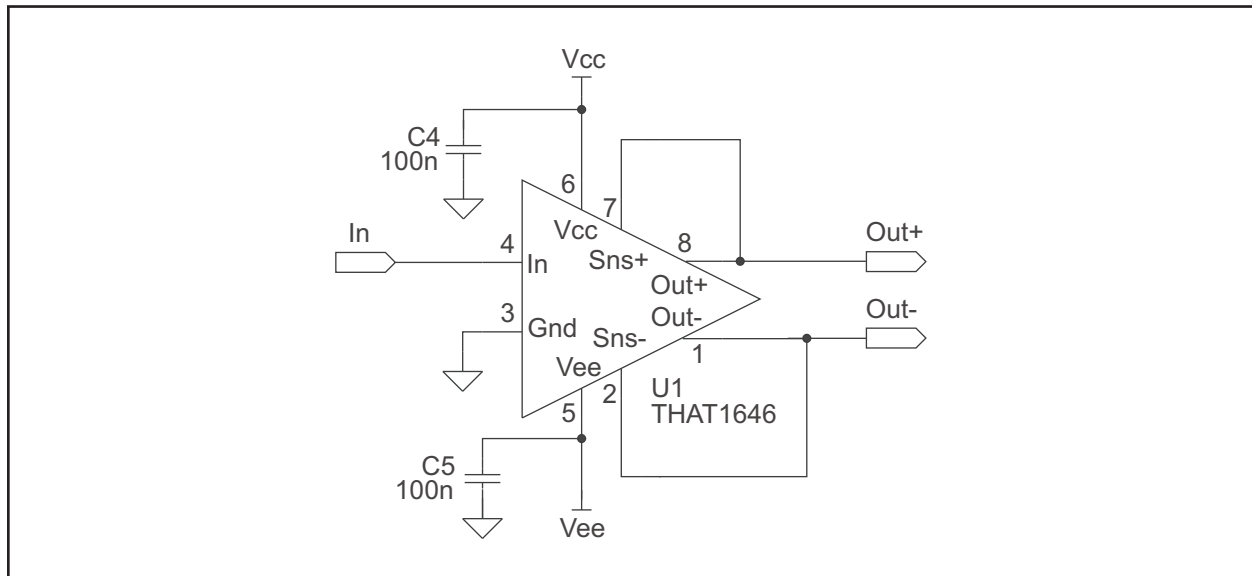 Vcc
C4
100n
6
7
Vcc
In
4
8
Out+
In
Sns+
Out+
3
Gnd
Out-
Out-
Sns-
1
Vee
2
U1
5
THAT1646
C5
100n
Vee